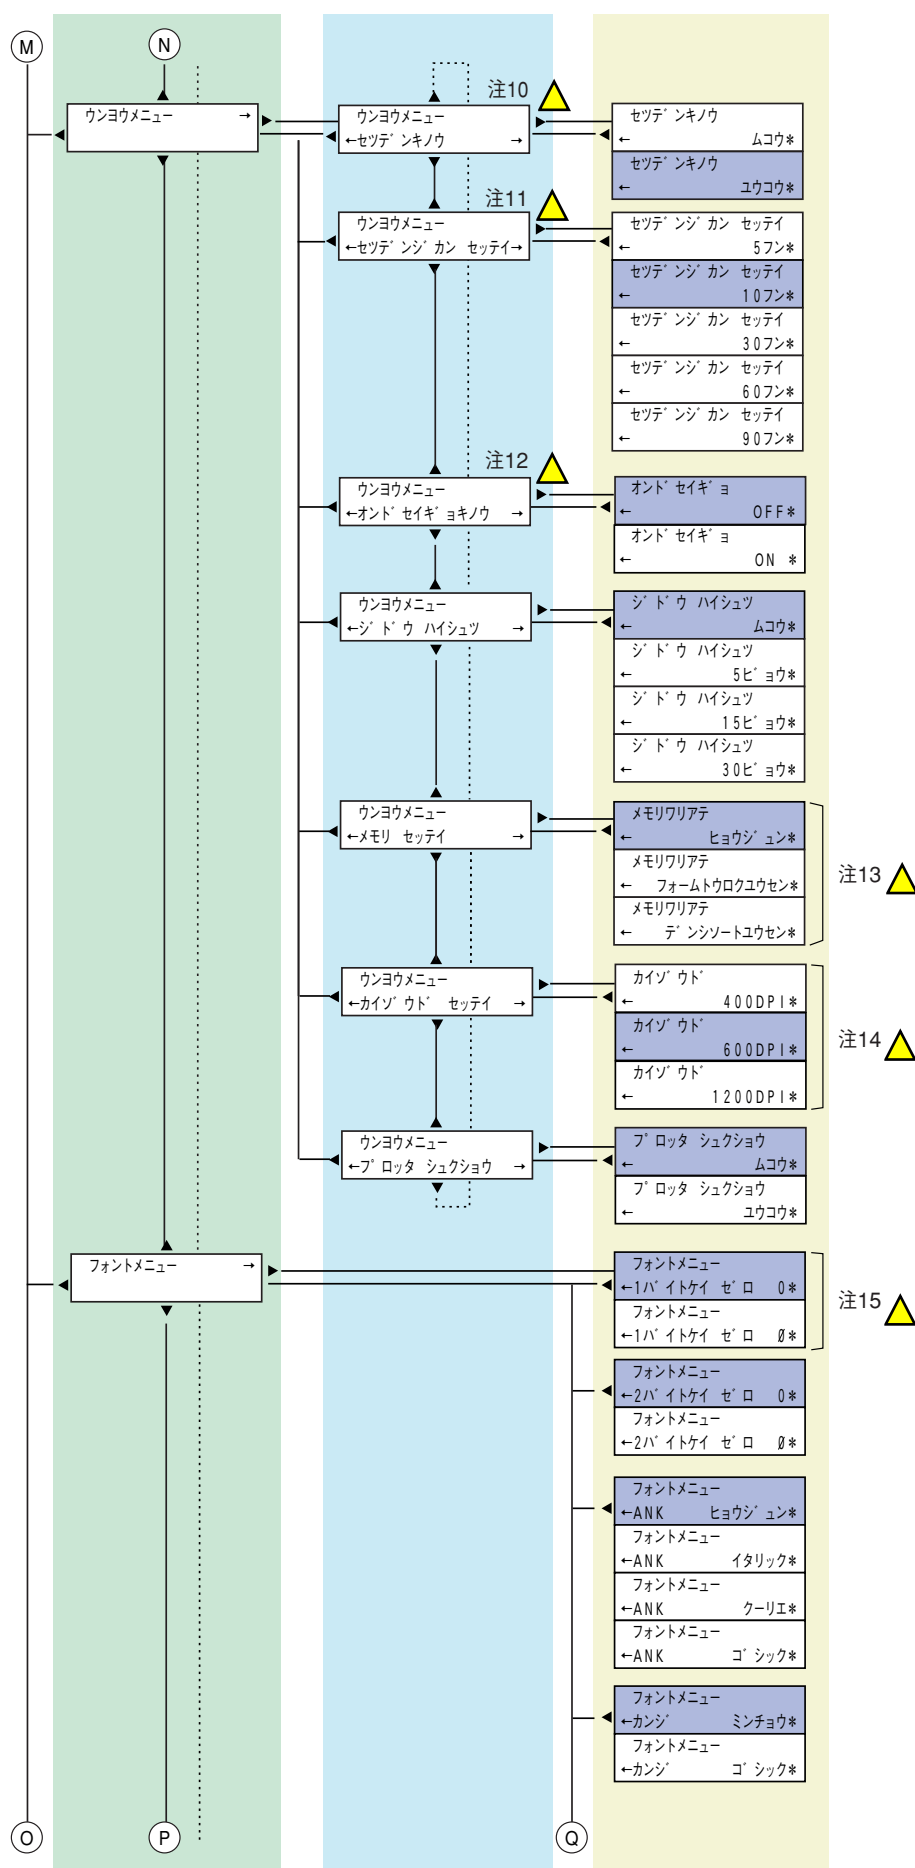 M
N
ウンヨウメニュー →
ウンヨウメニュー
←セツデンキノウ →
注10
セツデンキノウ
← ムコウ*
セツデンキノウ
← ユウコウ*
ウンヨウメニュー
←セツデンジカン セッテイ→
注11
セツデンジカン セッテイ
← 5フン*
セツデンジカン セッテイ
← 10フン*
セツデンジカン セッテイ
← 30フン*
セツデンジカン セッテイ
← 60フン*
セツデンジカン セッテイ
← 90フン*
ウンヨウメニュー
←オンドセイギョキノウ →
注12
オンドセイギョ
← OFF*
オンドセイギョ
← ON *
ウンヨウメニュー
←ジドウ ハイシュツ →
ジドウ ハイシュツ
← ムコウ*
ジドウ ハイシュツ
← 5ビョウ*
ジドウ ハイシュツ
← 15ビョウ*
ジドウ ハイシュツ
← 30ビョウ*
ウンヨウメニュー
←メモリ セッテイ →
メモリワリアテ
← ヒョウジュン*
メモリワリアテ
← フォームトウロクユウセン*
メモリワリアテ
← デンシソートユウセン*
注13
ウンヨウメニュー
←カイゾウド セッテイ →
カイゾウド
← 400DPI*
カイゾウド
← 600DPI*
カイゾウド
← 1200DPI*
注14
ウンヨウメニュー
←プロッタ シュクショウ →
プロッタ シュクショウ
← ムコウ*
プロッタ シュクショウ
← ユウコウ*
フォントメニュー →
フォントメニュー
←1バイトケイ ゼロ 0*
フォントメニュー
←1バイトケイ ゼロ Ø*
注15
フォントメニュー
←2バイトケイ ゼロ 0*
フォントメニュー
←2バイトケイ ゼロ Ø*
フォントメニュー
←ANK ヒョウジュン*
フォントメニュー
←ANK イタリック*
フォントメニュー
←ANK クーリエ*
フォントメニュー
←ANK ゴシック*
フォントメニュー
←カンジ ミンチョウ*
フォントメニュー
←カンジ ゴシック*
O
P
Q